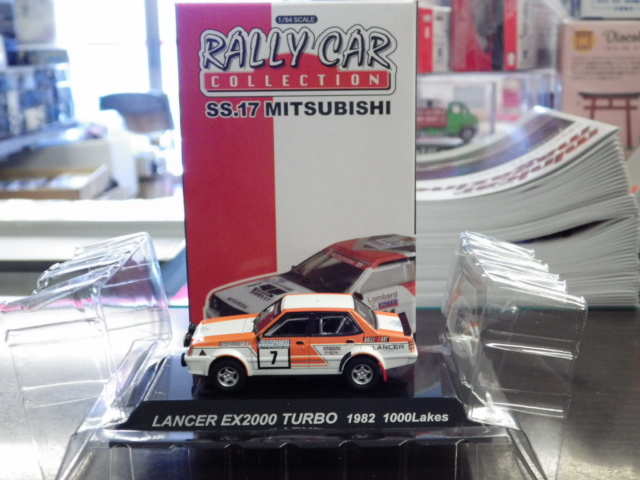 1/64 SCALE
RALLY CAR
COLLECTION
SS.17 MITSUBISHI
Lombard
7
LANCER
LANCER EX2000 TURBO 1982 1000Lakes